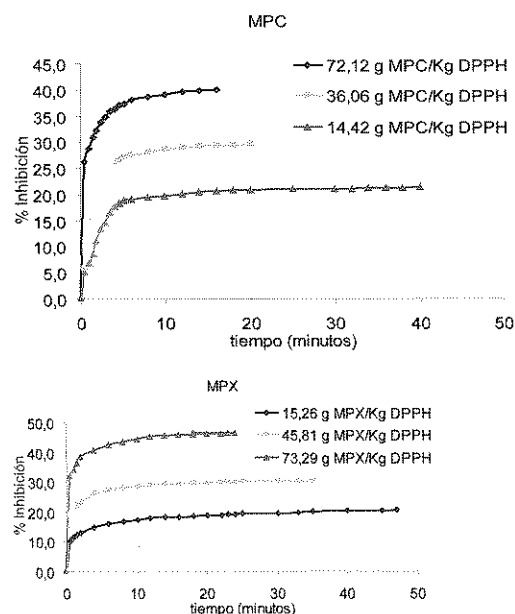 MPC
45,0
40,0
35,0
30,0
25,0
20,0
15,0
10,0
5,0
0,0
% Inhibición
72,12 g MPC/Kg DPPH
36,06 g MPC/Kg DPPH
14,42 g MPC/Kg DPPH
0 10 20 30 40 50
tiempo (minutos)
MPX
50,0
40,0
30,0
20,0
10,0
0,0
% Inhibición
15,26 g MPX/Kg DPPH
45,81 g MPX/Kg DPPH
73,29 g MPX/Kg DPPH
0 10 20 30 40 50
tiempo (minutos)